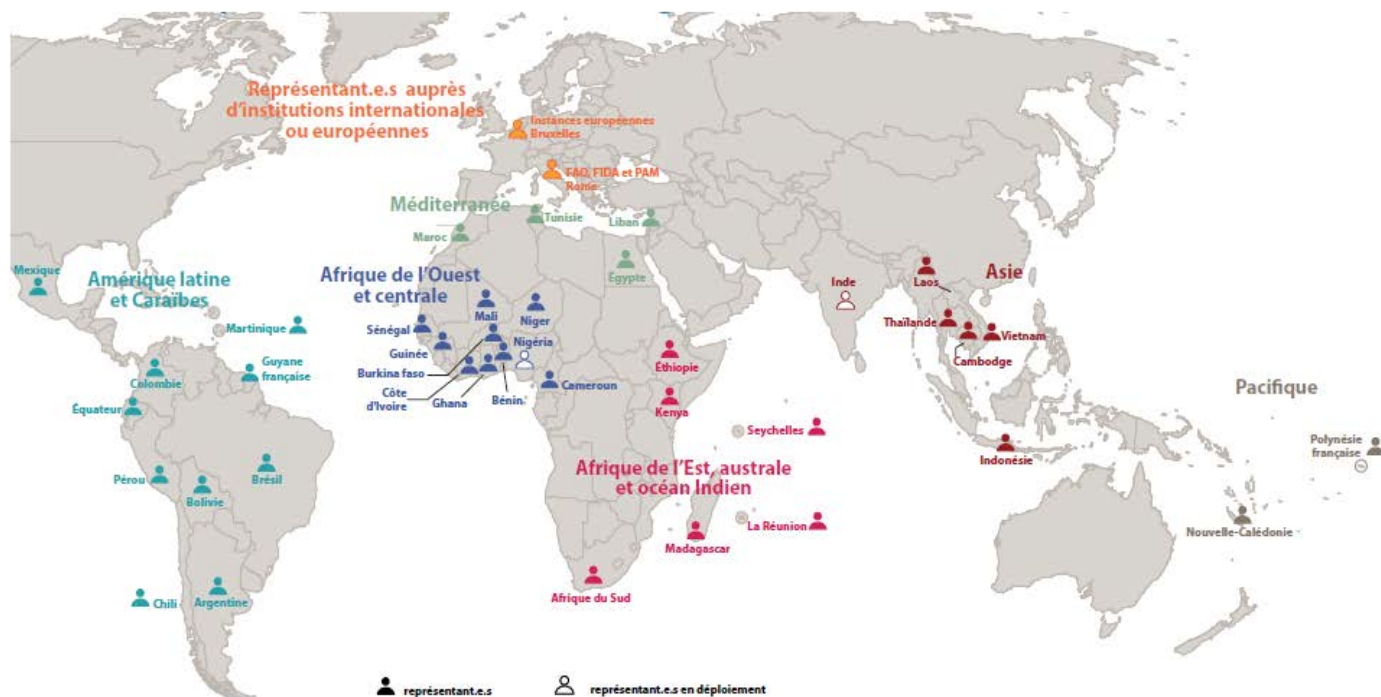 Représentant.e.s auprès
d'institutions internationales
ou européennes
Instances européennes
Bruxelles
FAO, FIDA et PAM
Rome
Méditerranée
Tunisie
Liban
Maroc
Égypte
Mexique
Amérique latine
et Caraïbes
Martinique
Guyane
française
Colombie
Équateur
Pérou
Bolivie
Brésil
Chili
Argentine
Afrique de l'Ouest
et centrale
Mali
Niger
Sénégal
Nigéria
Guinée
Burkina faso
Côte
d'Ivoire
Ghana
Bénin
Cameroun
Éthiopie
Kenya
Seychelles
Afrique de l'Est, australe
et océan Indien
La Réunion
Madagascar
Afrique du Sud
Asie
Inde
Laos
Thaïlande
Vietnam
Cambodge
Indonésie
Pacifique
Polynésie
française
Nouvelle-Calédonie
représentant.e.s
représentant.e.s en déploiement